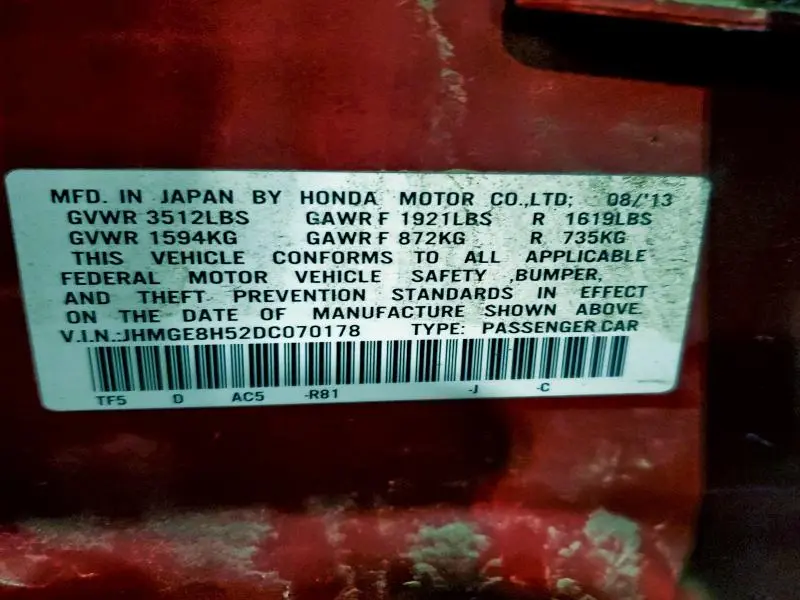 MFD. IN JAPAN BY HONDA MOTOR CO.,LTD; 08/'13
GVWR 3512LBS GAWR F 1921LBS R 1619LBS
GVWR 1594KG GAWR F 872KG R 735KG
THIS VEHICLE CONFORMS TO ALL APPLICABLE
FEDERAL MOTOR VEHICLE SAFETY ,BUMPER,
AND THEFT PREVENTION STANDARDS IN EFFECT
ON THE DATE OF MANUFACTURE SHOWN ABOVE.
V.I.N.:JHMGE8H52DC070178 TYPE: PASSENGER CAR
TF5 D AC5 -R81 -J -C